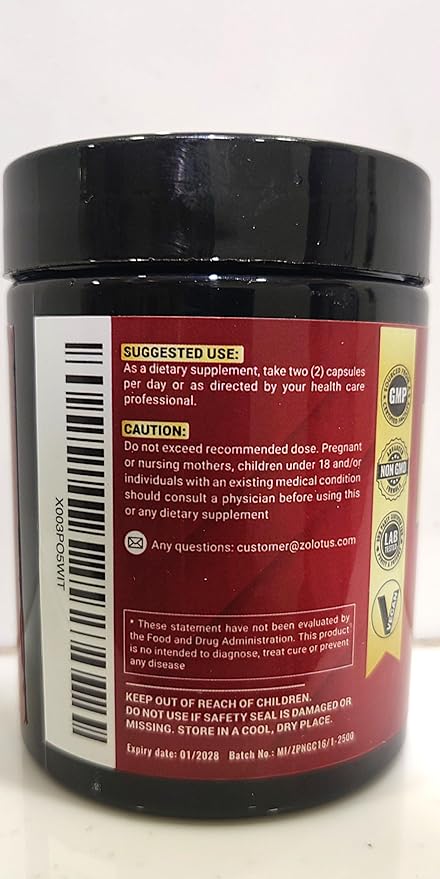 SUGGESTED USE:
As a dietary supplement, take two (2) capsules
per day or as directed by your health care
professional.
CAUTION:
Do not exceed recommended dose. Pregnant
or nursing mothers, children under 18 and/or
individuals with an existing medical condition
should consult a physician before using this
or any dietary supplement
Any questions: customer@zolotus.com
* These statement have not been evaluated by
the Food and Drug Administration. This product
is no intended to diagnose, treat cure or prevent
any disease
KEEP OUT OF REACH OF CHILDREN.
DO NOT USE IF SAFETY SEAL IS DAMAGED OR
MISSING. STORE IN A COOL, DRY PLACE.
Expiry date: 01/2028 Batch No.: MI/ZPNGC16/1-2500
X003PO5WIT
GMP
NON GMO
LAB
TESTED
VEGAN